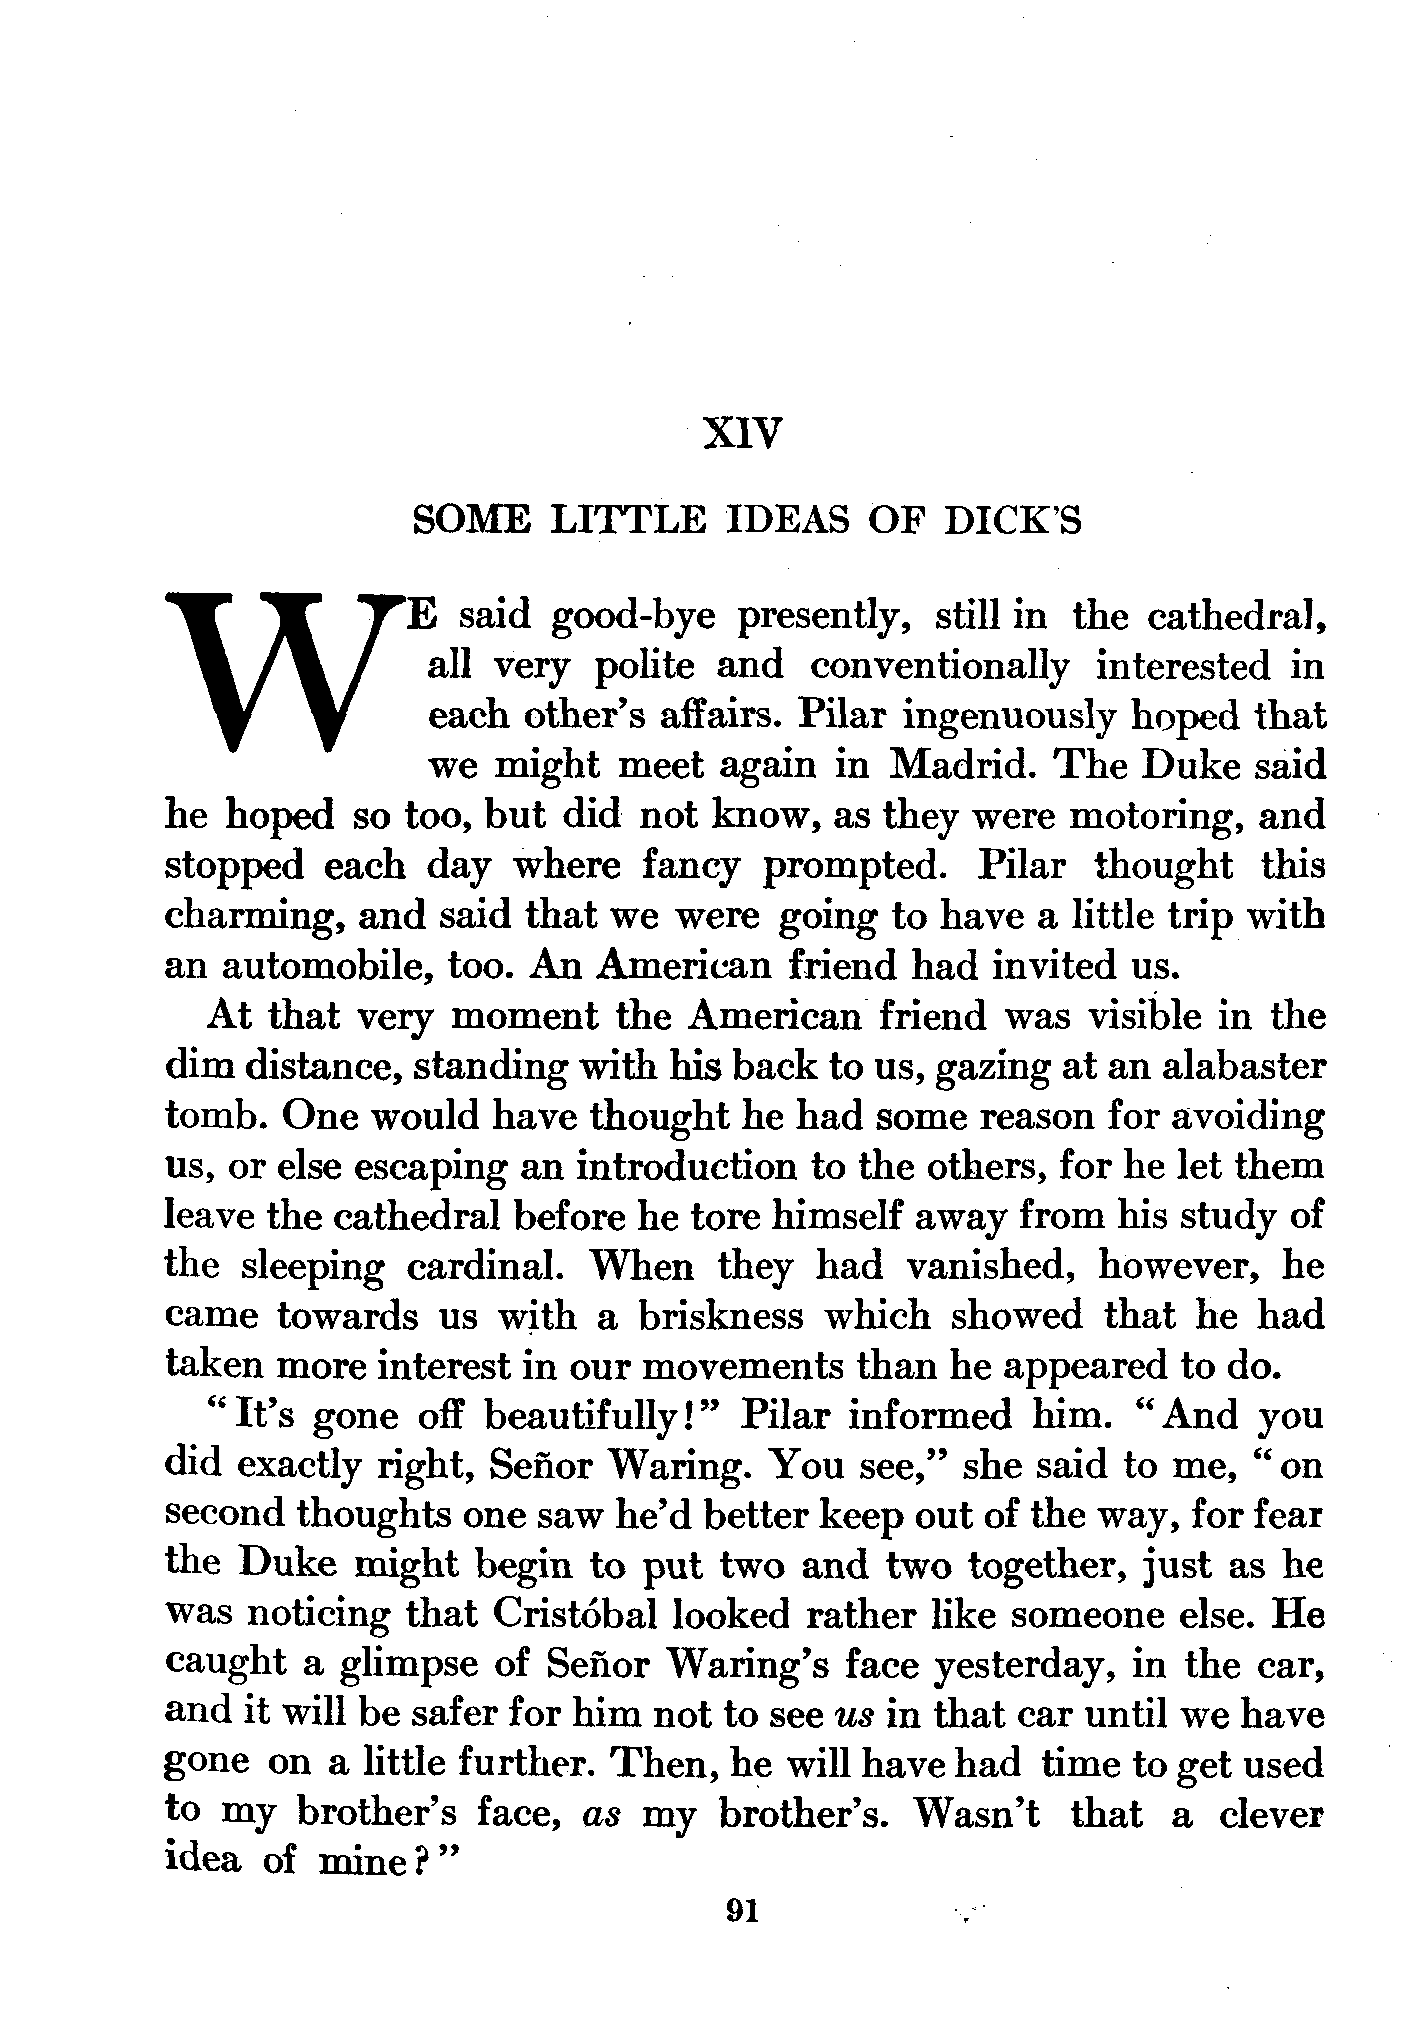 XIV
SOME LITTLE IDEAS OF DICK'S
WE said good-bye presently, still in the cathedral,
all very polite and conventionally interested in
each other's affairs. Pilar ingenuously hoped that
we might meet again in Madrid. The Duke said
he hoped so too, but did not know, as they were motoring, and
stopped each day where fancy prompted. Pilar thought this
charming, and said that we were going to have a little trip with
an automobile, too. An American friend had invited us.
At that very moment the American friend was visible in the
dim distance, standing with his back to us, gazing at an alabaster
tomb. One would have thought he had some reason for avoiding
us, or else escaping an introduction to the others, for he let them
leave the cathedral before he tore himself away from his study of
the sleeping cardinal. When they had vanished, however, he
came towards us with a briskness which showed that he had
taken more interest in our movements than he appeared to do.
"It's gone off beautifully!" Pilar informed him. "And you
did exactly right, Señor Waring. You see," she said to me, "on
second thoughts one saw he'd better keep out of the way, for fear
the Duke might begin to put two and two together, just as he
was noticing that Cristóbal looked rather like someone else. He
caught a glimpse of Señor Waring's face yesterday, in the car,
and it will be safer for him not to see us in that car until we have
gone on a little further. Then, he will have had time to get used
to my brother's face, as my brother's. Wasn't that a clever
idea of mine?"
91